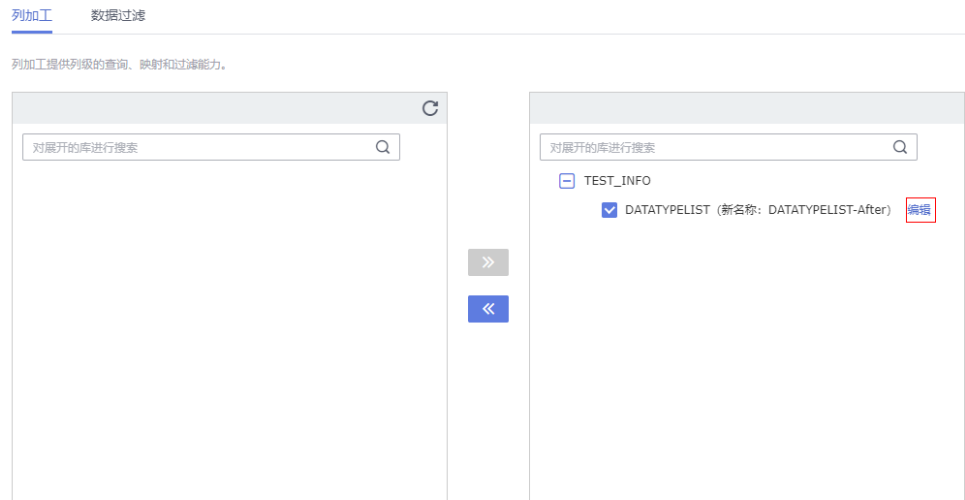 列加工 数据过滤
列加工提供列级的查询、映射和过滤能力。
对展开的库进行搜索
对展开的库进行搜索
TEST_INFO
DATATYPELIST（新名称：DATATYPELIST-After） 编辑